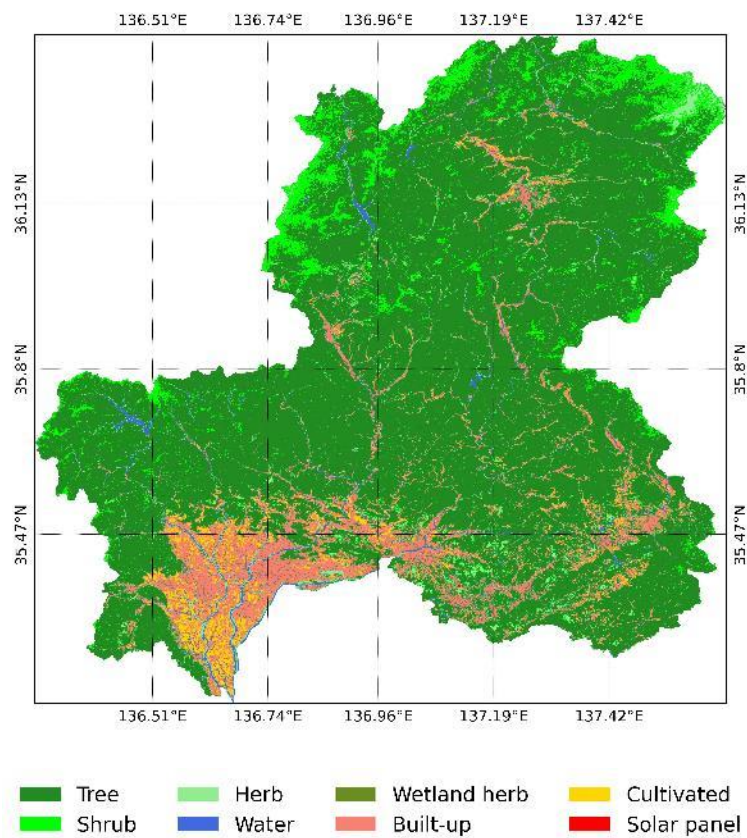 136.51°E 136.74°E 136.96°E 137.19°E 137.42°E
36.13°N 36.13°N
35.8°N 35.8°N
35.47°N 35.47°N
136.51°E 136.74°E 136.96°E 137.19°E 137.42°E
Tree Herb Wetland herb Cultivated
Shrub Water Built-up Solar panel